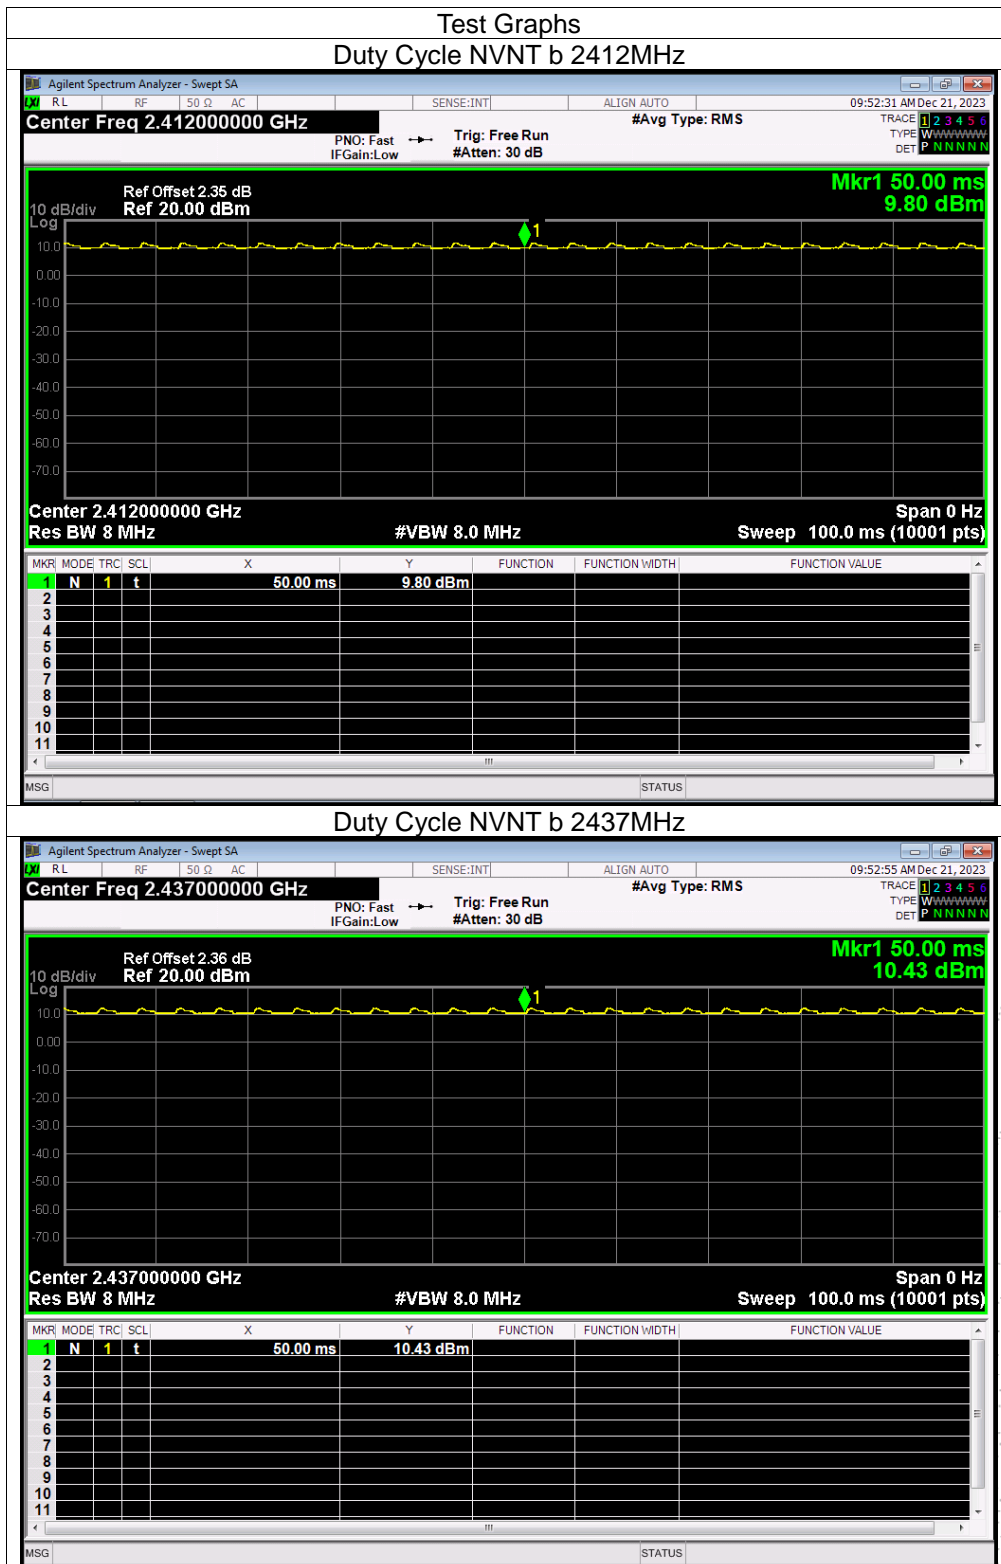 Test Graphs
Duty Cycle NVNT b 2412MHz
Agilent Spectrum Analyzer - Swept SA
LXI RL RF 50 Ω AC SENSE:INT ALIGN AUTO 09:52:31 AM Dec 21, 2023
Center Freq 2.412000000 GHz #Avg Type: RMS TRACE 1 2 3 4 5 6
PNO: Fast Trig: Free Run TYPE WWWWWW
IFGain:Low #Atten: 30 dB DET P N N N N N
Mkr1 50.00 ms
Ref Offset 2.35 dB
10 dB/div Ref 20.00 dBm 9.80 dBm
Log
1
10.0
0.00
-10.0
-20.0
-30.0
-40.0
-50.0
-60.0
-70.0
Center 2.412000000 GHz Span 0 Hz
Res BW 8 MHz #VBW 8.0 MHz Sweep 100.0 ms (10001 pts)
MKR MODE TRC SCL X Y FUNCTION FUNCTION WIDTH FUNCTION VALUE
1 N 1 t 50.00 ms 9.80 dBm
2
3
4
5
6
7
8
9
10
11
MSG STATUS
Duty Cycle NVNT b 2437MHz
Agilent Spectrum Analyzer - Swept SA
LXI RL RF 50 Ω AC SENSE:INT ALIGN AUTO 09:52:55 AM Dec 21, 2023
Center Freq 2.437000000 GHz #Avg Type: RMS TRACE 1 2 3 4 5 6
PNO: Fast Trig: Free Run TYPE WWWWWW
IFGain:Low #Atten: 30 dB DET P N N N N N
Mkr1 50.00 ms
Ref Offset 2.36 dB
10 dB/div Ref 20.00 dBm 10.43 dBm
Log
1
10.0
0.00
-10.0
-20.0
-30.0
-40.0
-50.0
-60.0
-70.0
Center 2.437000000 GHz Span 0 Hz
Res BW 8 MHz #VBW 8.0 MHz Sweep 100.0 ms (10001 pts)
MKR MODE TRC SCL X Y FUNCTION FUNCTION WIDTH FUNCTION VALUE
1 N 1 t 50.00 ms 10.43 dBm
2
3
4
5
6
7
8
9
10
11
MSG STATUS